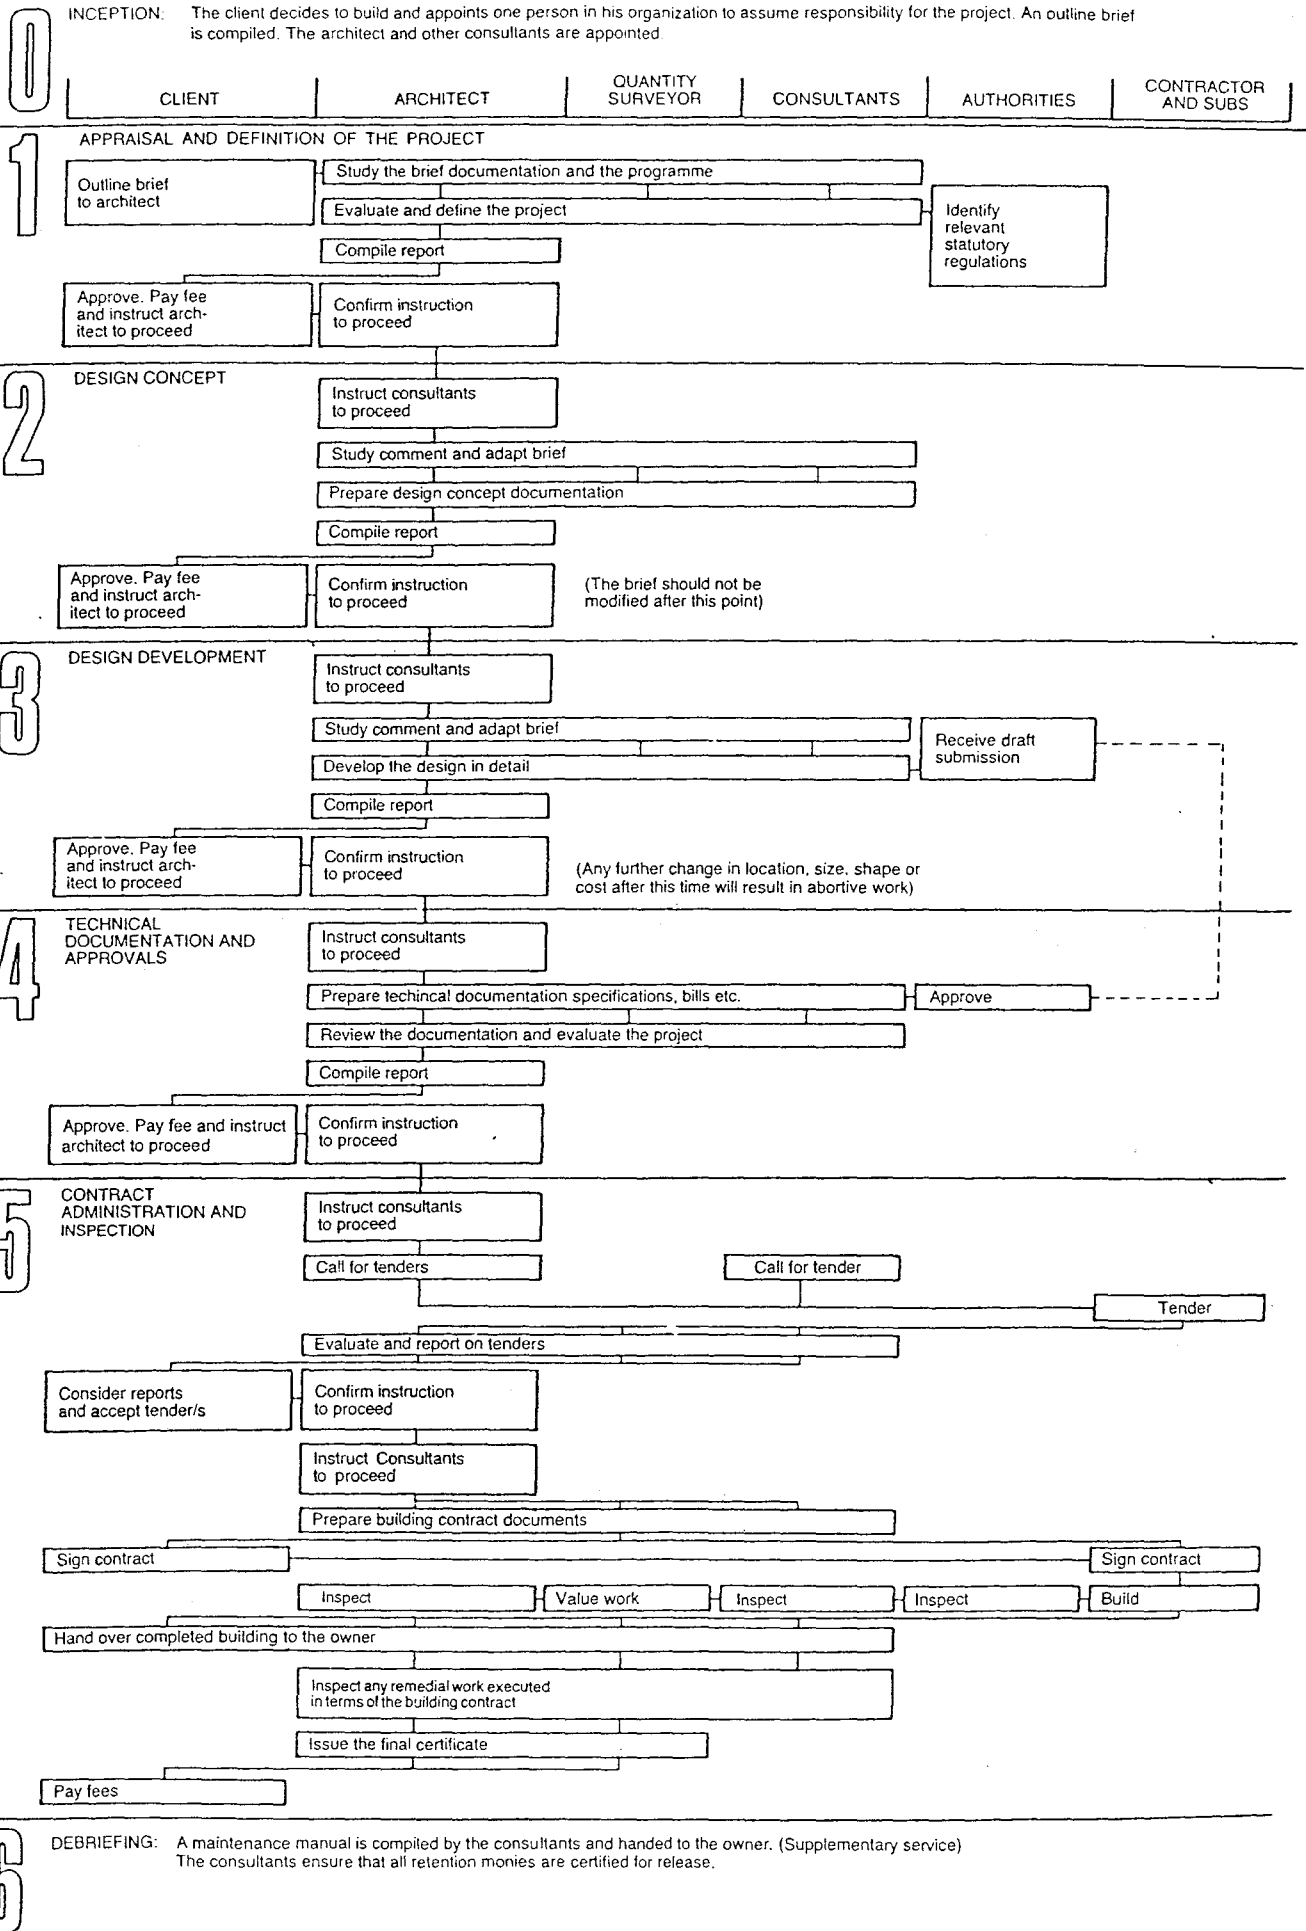 0
INCEPTION: The client decides to build and appoints one person in his organization to assume responsibility for the project. An outline brief
is compiled. The architect and other consultants are appointed
CLIENT
ARCHITECT
QUANTITY
SURVEYOR
CONSULTANTS
AUTHORITIES
CONTRACTOR
AND SUBS
1
APPRAISAL AND DEFINITION OF THE PROJECT
Outline brief
to architect
Study the brief documentation and the programme
Evaluate and define the project
Identify
relevant
statutory
regulations
Compile report
Approve. Pay fee
and instruct arch-
itect to proceed
Confirm instruction
to proceed
2
DESIGN CONCEPT
Instruct consultants
to proceed
Study comment and adapt brief
Prepare design concept documentation
Compile report
Approve. Pay fee
and instruct arch-
itect to proceed
Confirm instruction
to proceed
(The brief should not be
modified after this point)
3
DESIGN DEVELOPMENT
Instruct consultants
to proceed
Study comment and adapt brief
Receive draft
submission
Develop the design in detail
Compile report
Approve. Pay fee
and instruct arch-
itect to proceed
Confirm instruction
to proceed
(Any further change in location, size, shape or
cost after this time will result in abortive work)
4
TECHNICAL
DOCUMENTATION AND
APPROVALS
Instruct consultants
to proceed
Prepare techincal documentation specifications, bills etc.
Approve
Review the documentation and evaluate the project
Compile report
Approve. Pay fee and instruct
architect to proceed
Confirm instruction
to proceed
5
CONTRACT
ADMINISTRATION AND
INSPECTION
Instruct consultants
to proceed
Call for tenders
Call for tender
Tender
Evaluate and report on tenders
Consider reports
and accept tender/s
Confirm instruction
to proceed
Instruct Consultants
to proceed
Prepare building contract documents
Sign contract
Sign contract
Inspect
Value work
Inspect
Inspect
Build
Hand over completed building to the owner
Inspect any remedial work executed
in terms of the building contract
Issue the final certificate
Pay fees
6
DEBRIEFING: A maintenance manual is compiled by the consultants and handed to the owner. (Supplementary service)
The consultants ensure that all retention monies are certified for release.